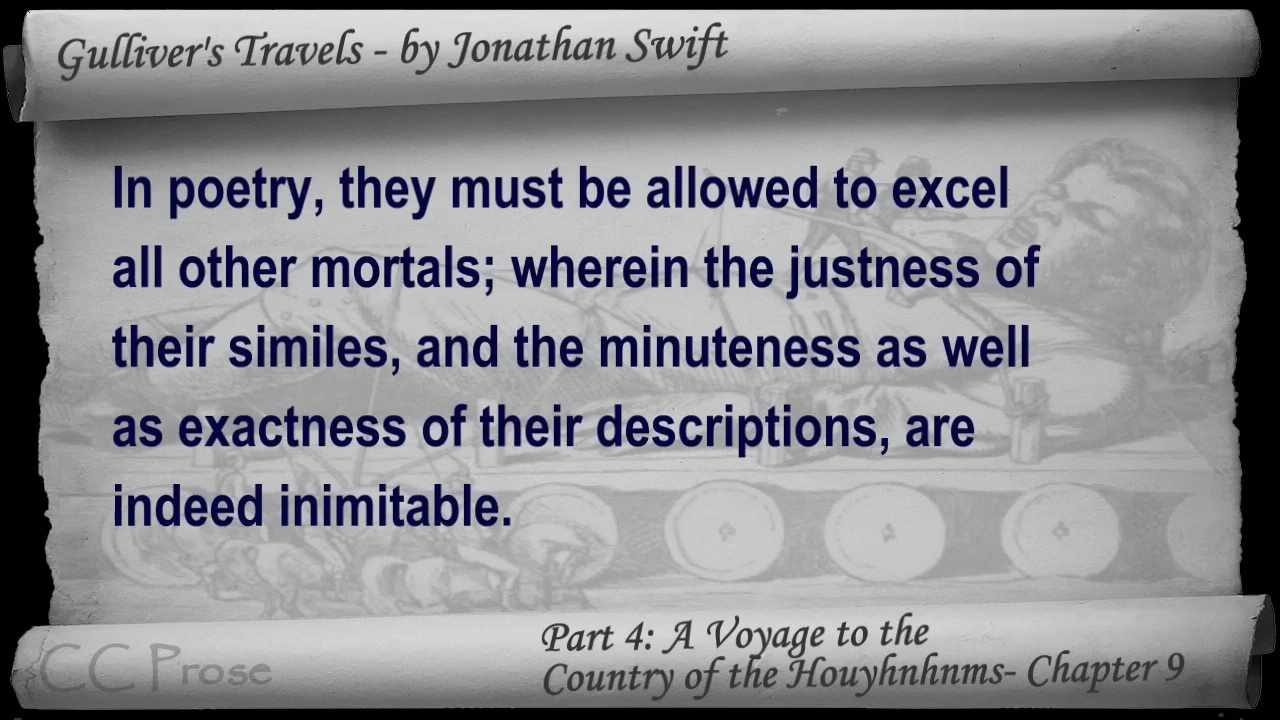 Gulliver's Travels - by Jonathan Swift
In poetry, they must be allowed to excel
all other mortals; wherein the justness of
their similes, and the minuteness as well
as exactness of their descriptions, are
indeed inimitable.
Part 4: A Voyage to the
Country of the Houyhnhnms- Chapter 9
CC Prose